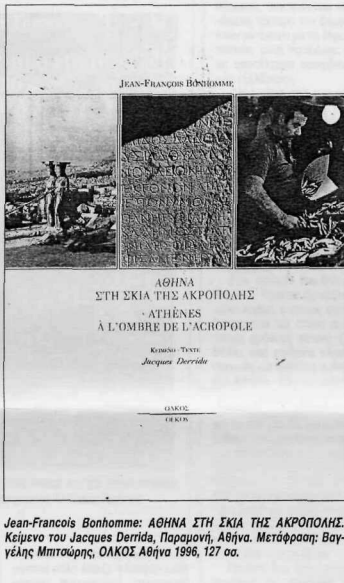 JEAN-FRANÇOIS BONHOMME
ΑΘΗΝΑ
ΣΤΗ ΣΚΙΑ ΤΗΣ ΑΚΡΟΠΟΛΗΣ
· ATHÈNES
À L'OMBRE DE L'ACROPOLE
ΚΕΙΜΕΝΟ · TEXTE
Jacques Derrida
ΟΛΚΟΣ
OLKOS
Jean-Francois Bonhomme: ΑΘΗΝΑ ΣΤΗ ΣΚΙΑ ΤΗΣ ΑΚΡΟΠΟΛΗΣ.
Κείμενο του Jacques Derrida, Παραμονή, Αθήνα. Μετάφραση: Βαγ-
γέλης Μπιτσώρης, ΟΛΚΟΣ Αθήνα 1996, 127 σσ.